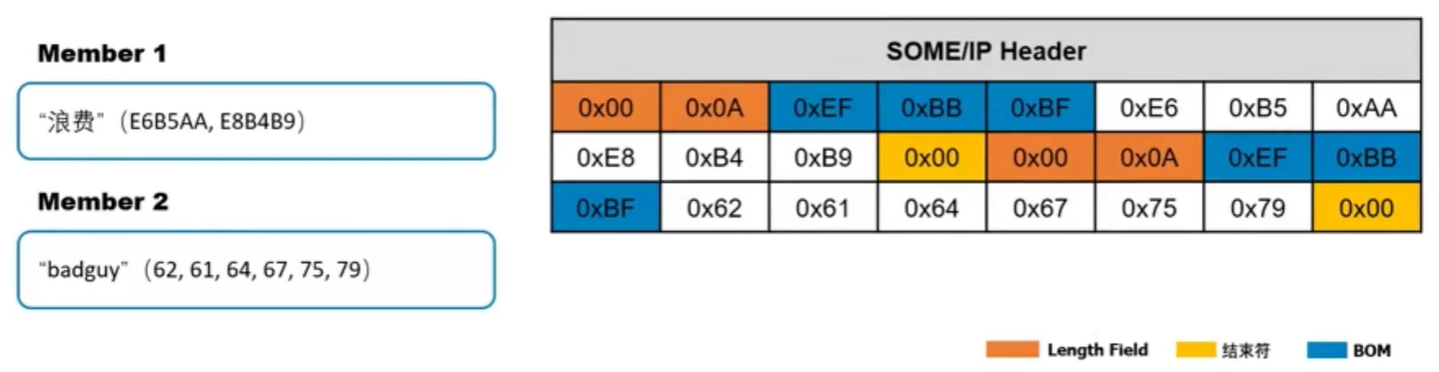 Member 1
“浪费”（E6B5AA, E8B4B9）
Member 2
“badguy”（62, 61, 64, 67, 75, 79）
SOME/IP Header
0x00 0x0A 0xEF 0xBB 0xBF 0xE6 0xB5 0xAA
0xE8 0xB4 0xB9 0x00 0x00 0x0A 0xEF 0xBB
0xBF 0x62 0x61 0x64 0x67 0x75 0x79 0x00
Length Field 结束符 BOM